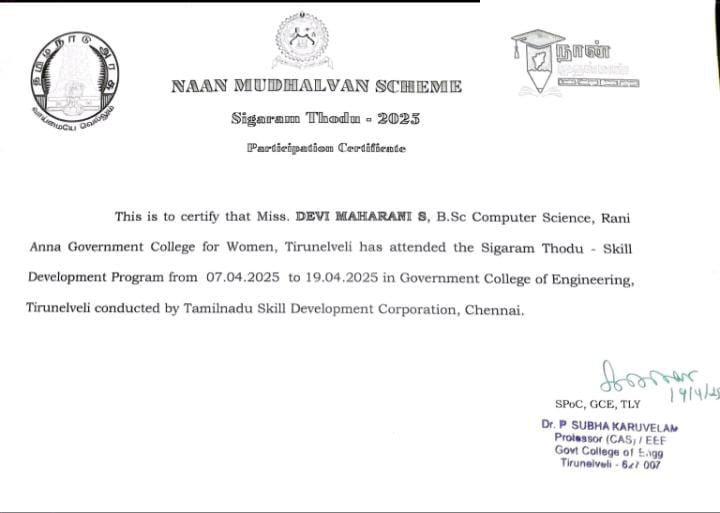 தமிழ்நாடு அரசு
வாய்மையே வெல்லும்
நான்
NAAN MUDHALVAN SCHEME
Sigaram Thodu - 2025
Participation Certificate
This is to certify that Miss. DEVI MAHARANI S, B.Sc Computer Science, Rani
Anna Government College for Women, Tirunelveli has attended the Sigaram Thodu - Skill
Development Program from 07.04.2025 to 19.04.2025 in Government College of Engineering,
Tirunelveli conducted by Tamilnadu Skill Development Corporation, Chennai.
19/4/25
SPoC, GCE, TLY
Dr. P SUBHA KARUVELAM
Professor (CAS) / EEE
Govt College of Engg
Tirunelveli - 627 007